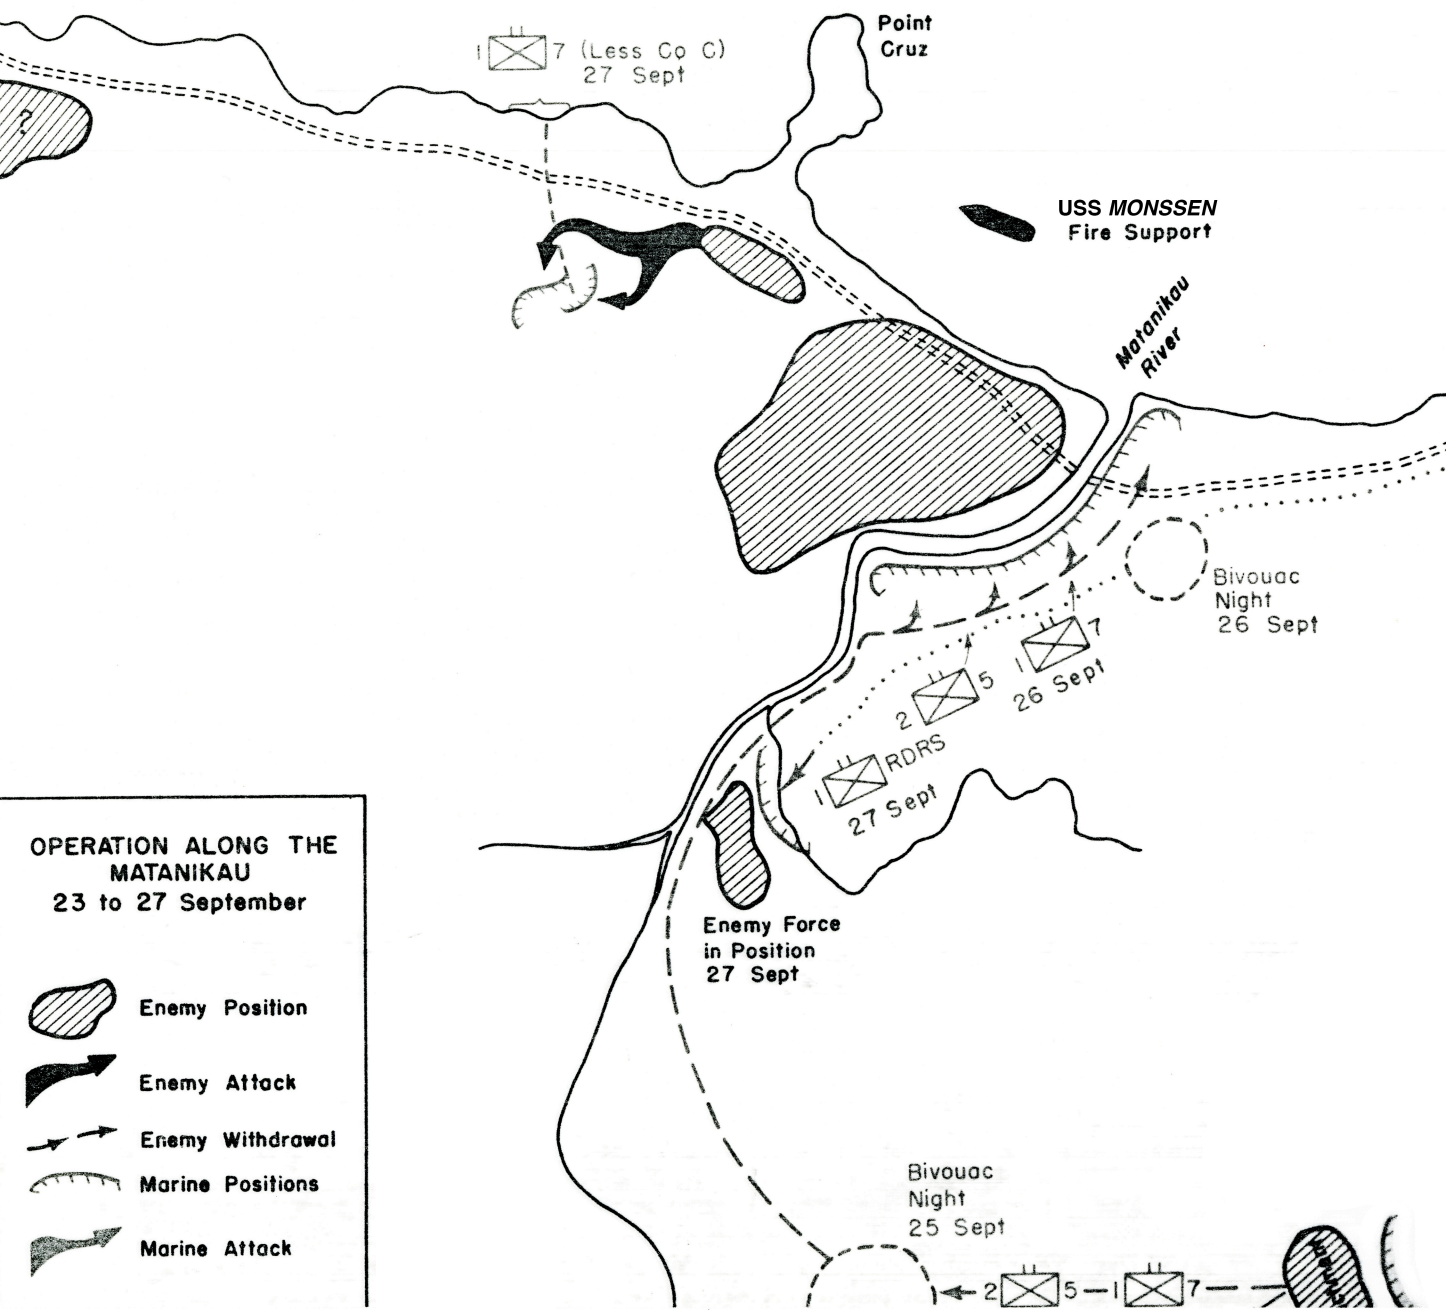 Point
Cruz
1 7 (Less Co C)
27 Sept
?
USS MONSSEN
Fire Support
Matanikau
River
Bivouac
Night
26 Sept
1 7
26 Sept
2 5
1 RDRS
27 Sept
Enemy Force
in Position
27 Sept
OPERATION ALONG THE
MATANIKAU
23 to 27 September
Enemy Position
Enemy Attack
Enemy Withdrawal
Marine Positions
Marine Attack
Bivouac
Night
25 Sept
2 5 1 7